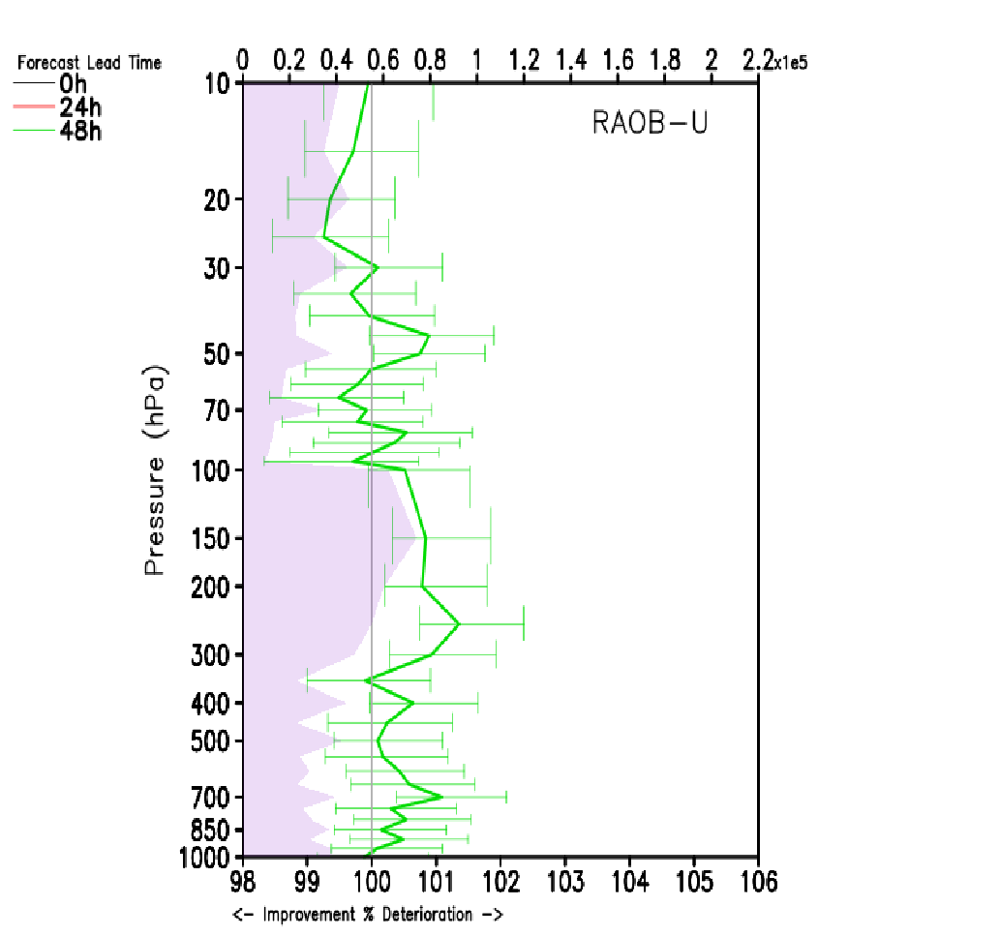 Forecast Lead Time
0h
24h
48h
0 0.2 0.4 0.6 0.8 1 1.2 1.4 1.6 1.8 2 2.2x1e5
RAOB-U
Pressure (hPa)
10
20
30
50
70
100
150
200
300
400
500
700
850
1000
98 99 100 101 102 103 104 105 106
<- Improvement % Deterioration ->